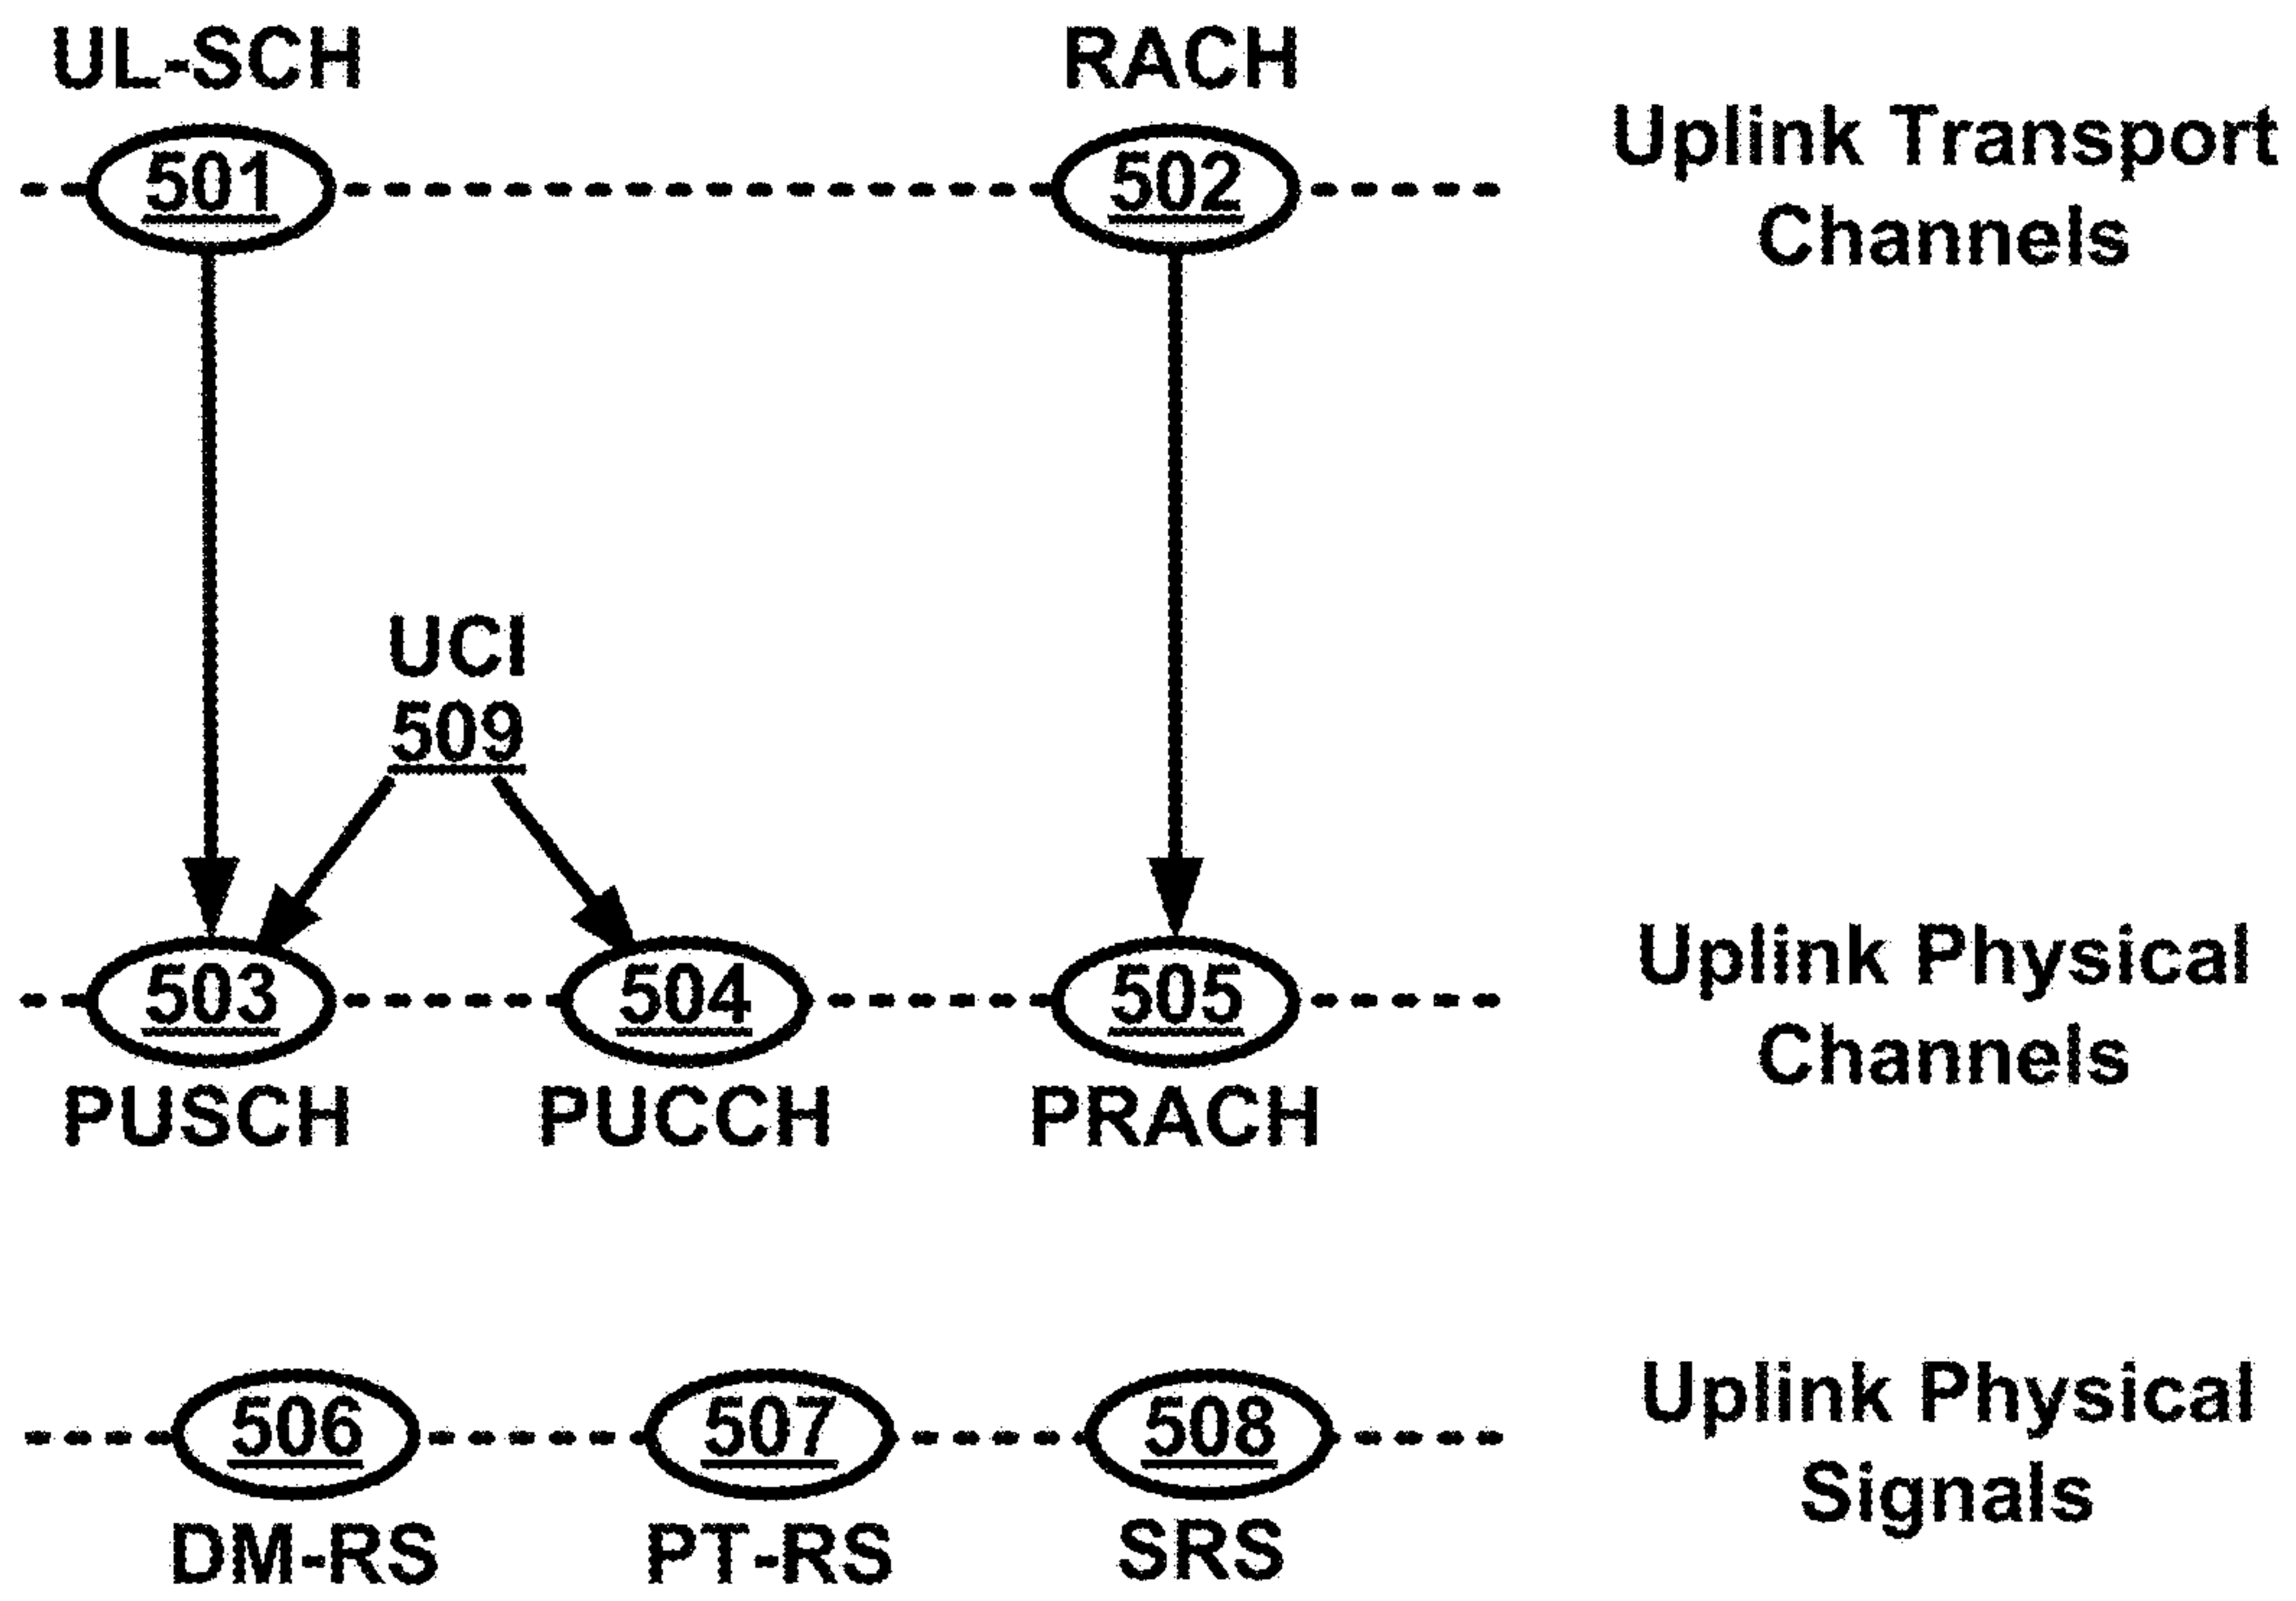 UL-SCH
RACH
501
502
Uplink Transport
Channels
UCI
509
503
504
505
Uplink Physical
Channels
PUSCH
PUCCH
PRACH
506
507
508
Uplink Physical
Signals
DM-RS
PT-RS
SRS